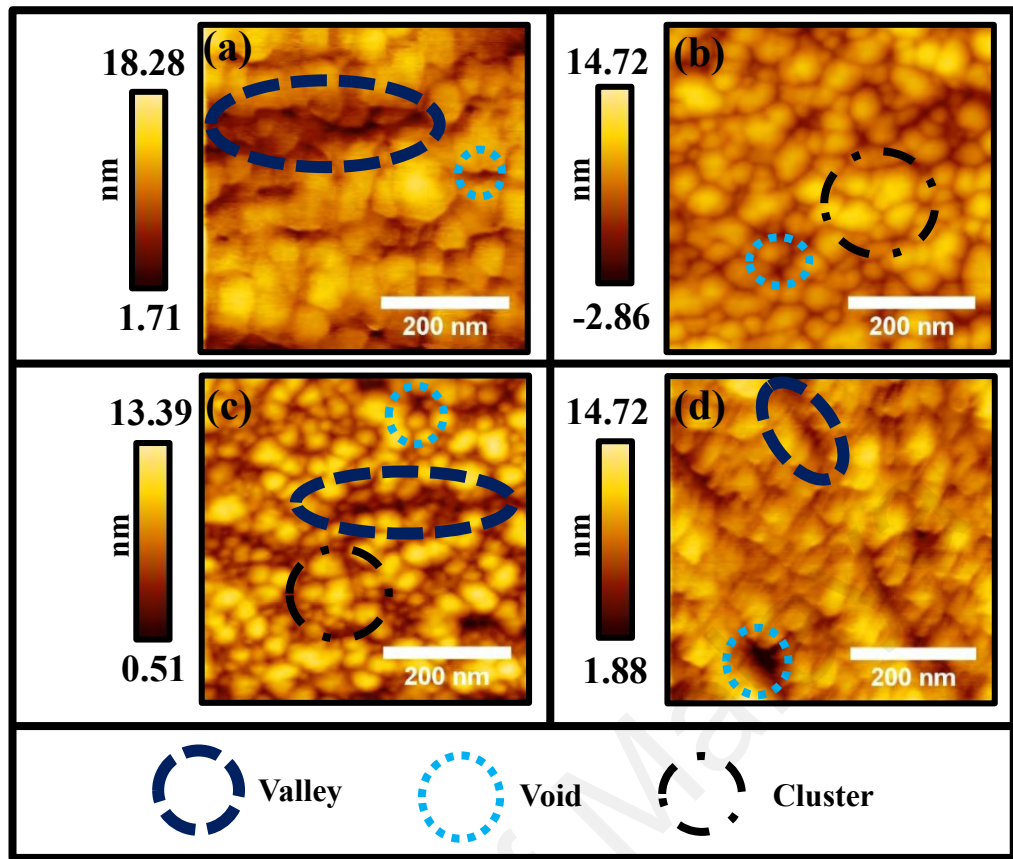 (a)
18.28
nm
1.71
200 nm
(b)
14.72
nm
-2.86
200 nm
(c)
13.39
nm
0.51
200 nm
(d)
14.72
nm
1.88
200 nm
Valley
Void
Cluster